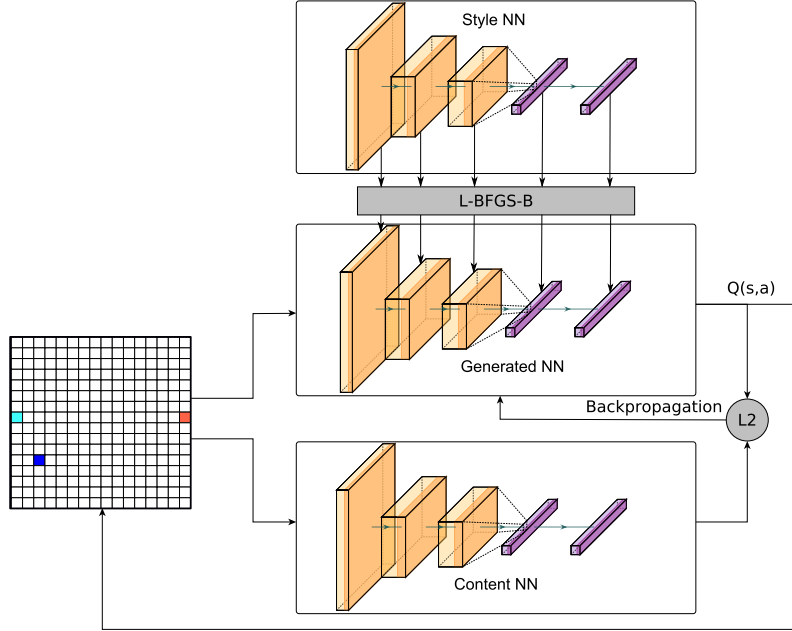 Style NN
L-BFGS-B
Q(s,a)
Generated NN
Backpropagation
L2
Content NN